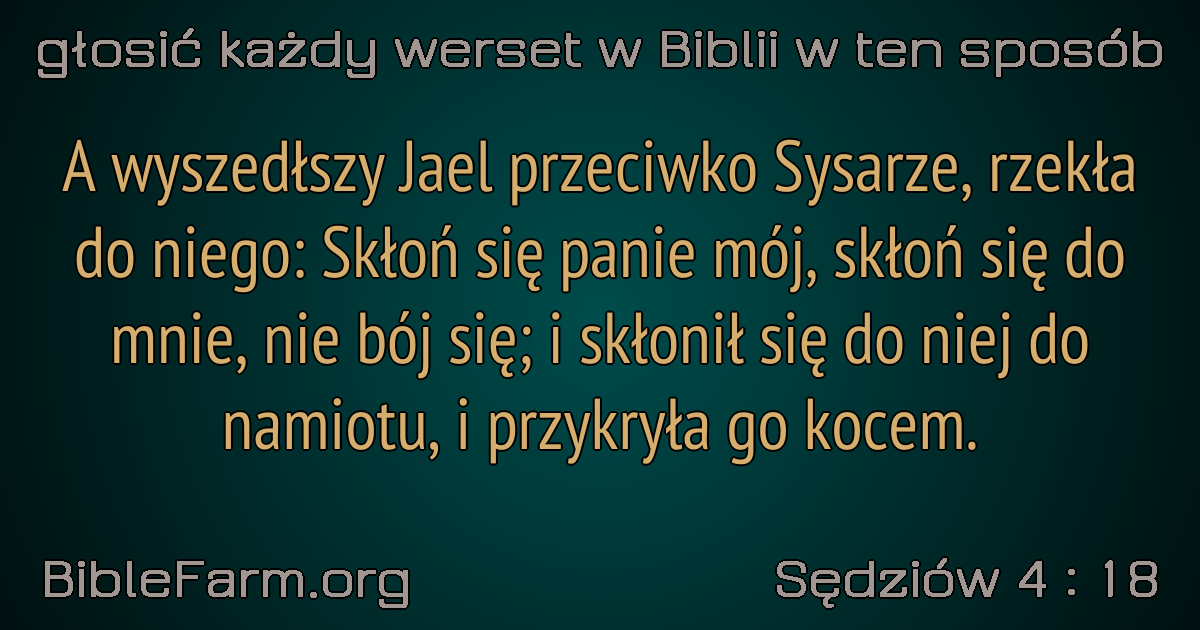 głosić każdy werset w Biblii w ten sposób
A wyszedłszy Jael przeciwko Sysarze, rzekła
do niego: Skłoń się panie mój, skłoń się do
mnie, nie bój się; i skłonił się do niej do
namiotu, i przykryła go kocem.
BibleFarm.org
Sędziów 4 : 18